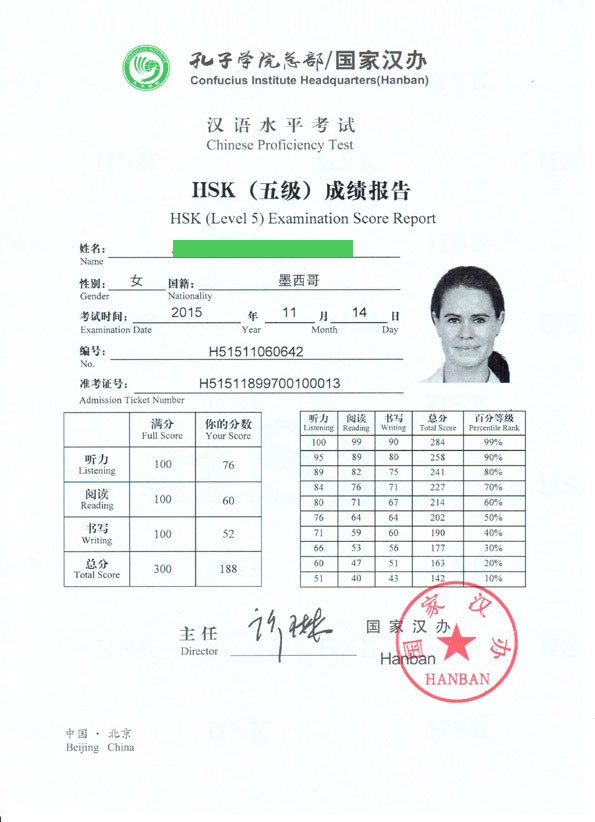 孔子学院总部/国家汉办
Confucius Institute Headquarters(Hanban)
汉语水平考试
Chinese Proficiency Test
HSK（五级）成绩报告
HSK (Level 5) Examination Score Report
姓名:
Name
性别: 女 国籍: 墨西哥
Gender Nationality
考试时间: 2015 年 11 月 14 日
Examination Date Year Month Day
编号: H51511060642
No.
准考证号: H51511899700100013
Admission Ticket Number
满分 你的分数
Full Score Your Score
听力 100 76
Listening
阅读 100 60
Reading
书写 100 52
Writing
总分 300 188
Total Score
听力 阅读 书写 总分 百分等级
Listening Reading Writing Total Score Percentile Rank
100 99 90 284 99%
95 89 80 258 90%
89 82 75 241 80%
84 76 71 227 70%
80 71 67 214 60%
76 64 64 202 50%
71 59 60 190 40%
66 53 56 177 30%
60 47 51 163 20%
51 40 43 142 10%
主任
Director
国家汉办
Hanban
国家汉办
HANBAN
中国·北京
Beijing China
HSK